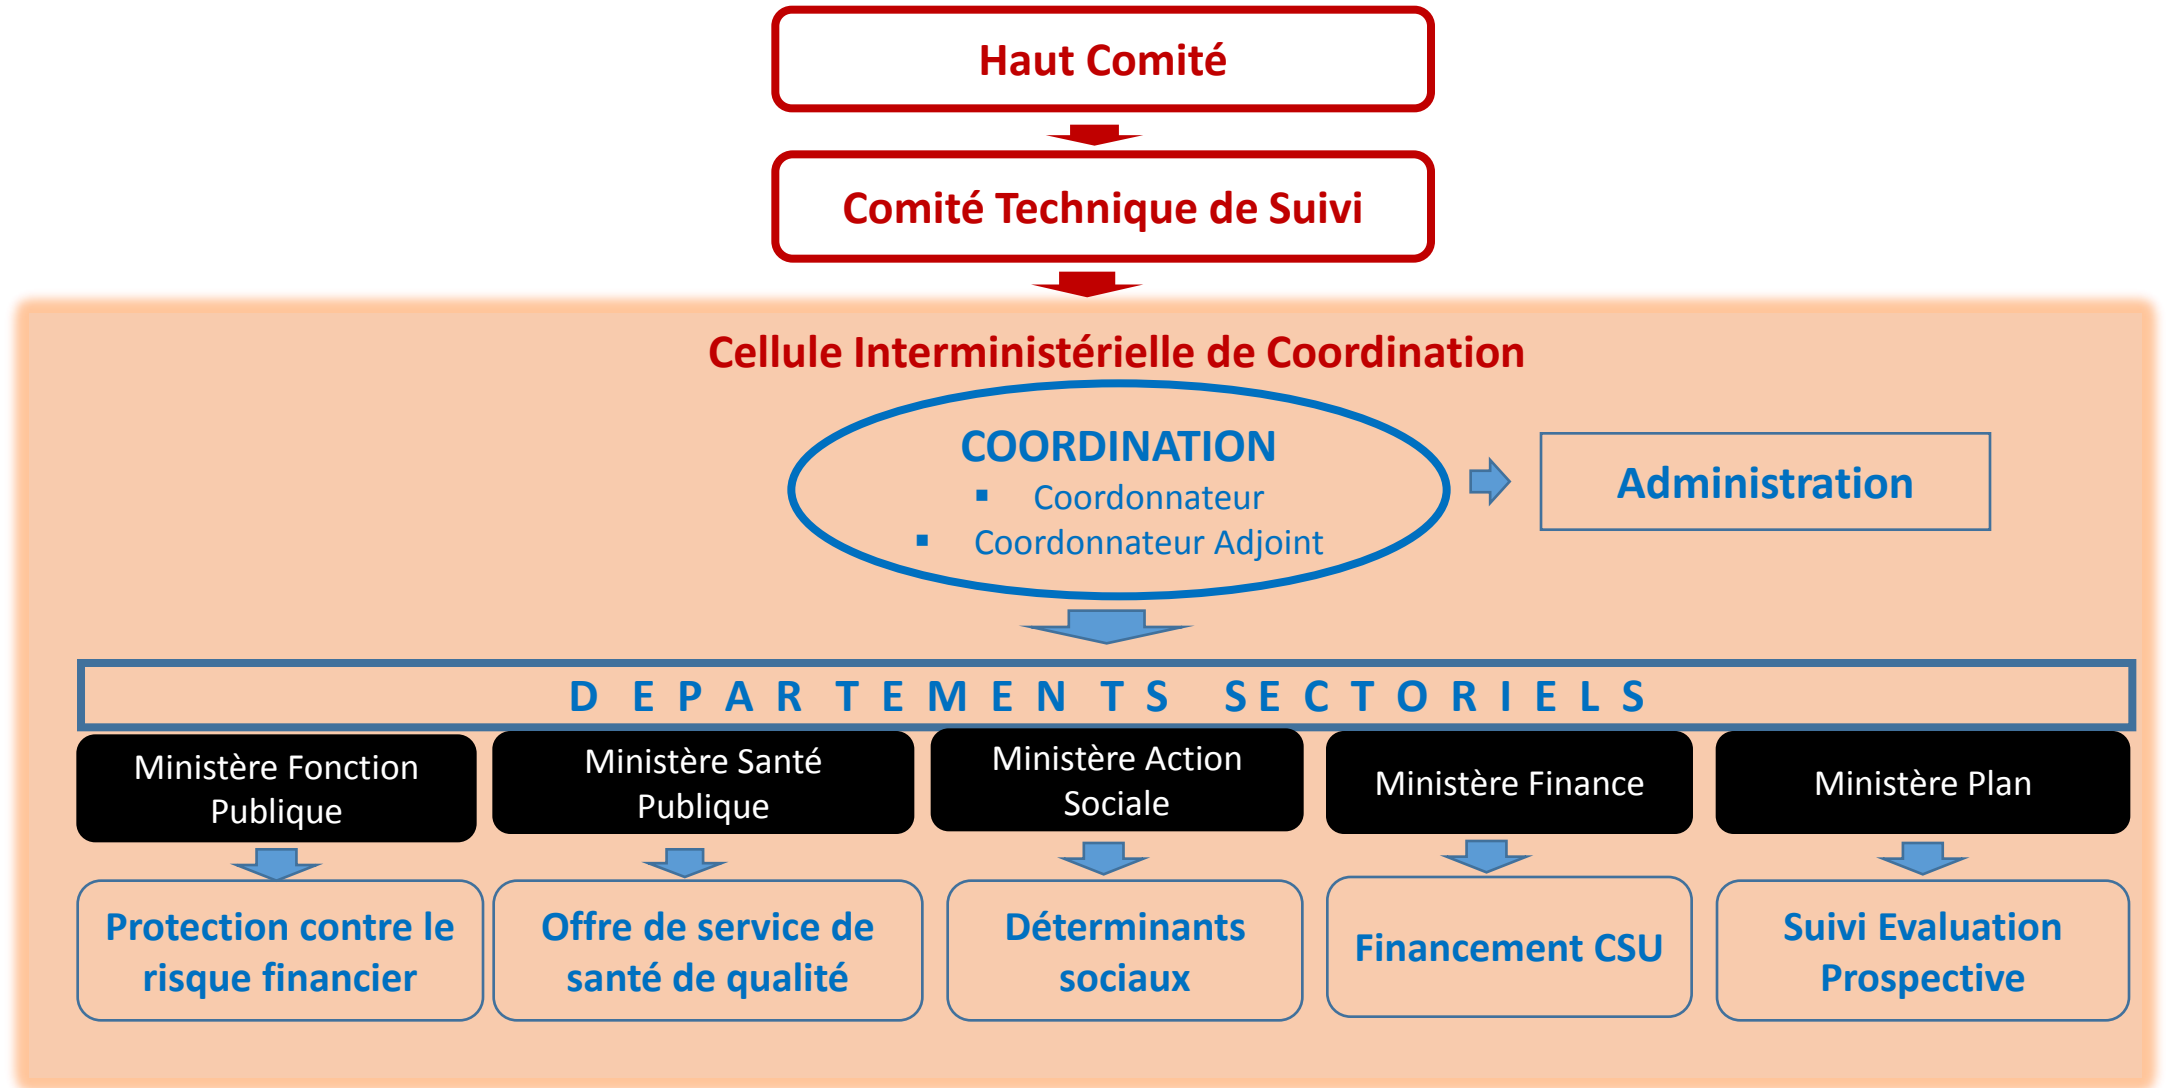 Haut Comité
Comité Technique de Suivi
Cellule Interministérielle de Coordination
COORDINATION
▪ Coordonnateur
▪ Coordonnateur Adjoint
Administration
DEPARTEMENTS SECTORIELS
Ministère Fonction
Publique
Ministère Santé
Publique
Ministère Action
Sociale
Ministère Finance
Ministère Plan
Protection contre le
risque financier
Offre de service de
santé de qualité
Déterminants
sociaux
Financement CSU
Suivi Evaluation
Prospective